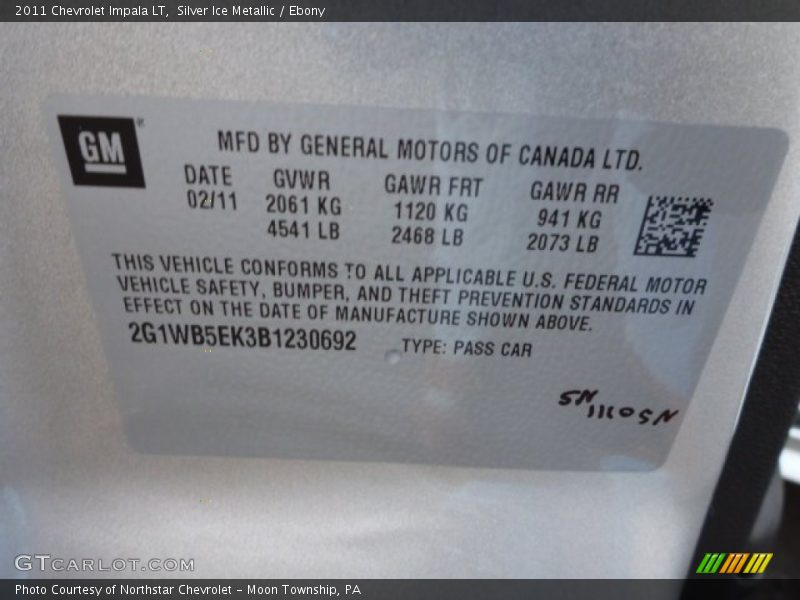 2011 Chevrolet Impala LT,  Silver Ice Metallic / Ebony
GM
MFD BY GENERAL MOTORS OF CANADA LTD.
DATE GVWR GAWR FRT GAWR RR
02/11 2061 KG 1120 KG 941 KG
4541 LB 2468 LB 2073 LB
THIS VEHICLE CONFORMS TO ALL APPLICABLE U.S. FEDERAL MOTOR
VEHICLE SAFETY, BUMPER, AND THEFT PREVENTION STANDARDS IN
EFFECT ON THE DATE OF MANUFACTURE SHOWN ABOVE.
2G1WB5EK3B1230692 TYPE: PASS CAR
GTCARLOT.COM
Photo Courtesy of Northstar Chevrolet - Moon Township, PA